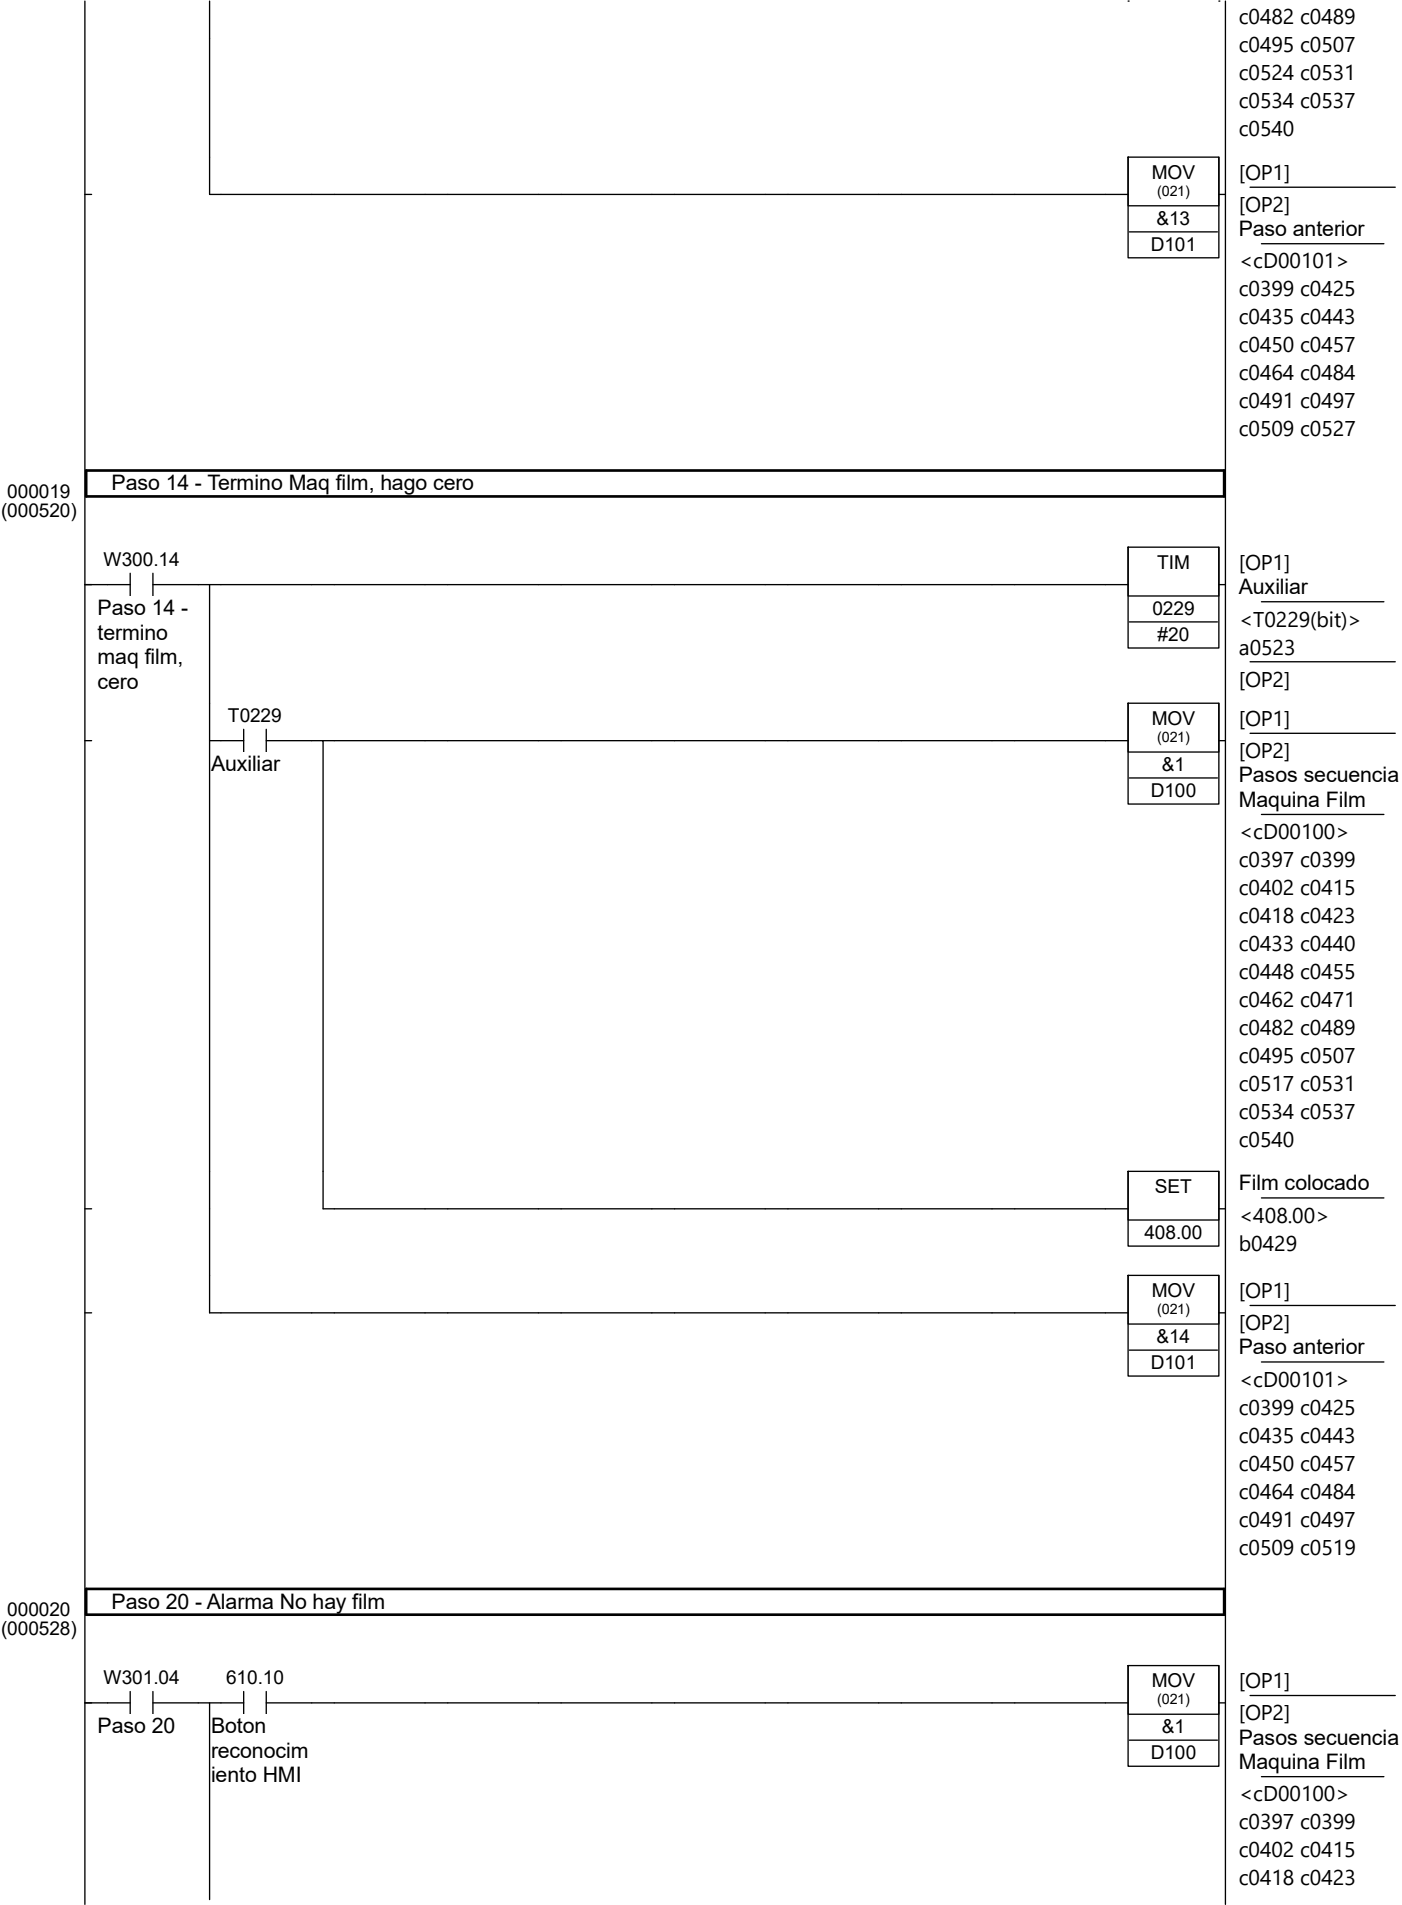 c0482 c0489
c0495 c0507
c0524 c0531
c0534 c0537
c0540
MOV
(021)
&13
D101
[OP1]
[OP2]
Paso anterior
<cD00101>
c0399 c0425
c0435 c0443
c0450 c0457
c0464 c0484
c0491 c0497
c0509 c0527
000019
(000520)
Paso 14 - Termino Maq film, hago cero
W300.14
Paso 14 -
termino
maq film,
cero
TIM
0229
#20
[OP1]
Auxiliar
<T0229(bit)>
a0523
[OP2]
T0229
Auxiliar
MOV
(021)
&1
D100
[OP1]
[OP2]
Pasos secuencia
Maquina Film
<cD00100>
c0397 c0399
c0402 c0415
c0418 c0423
c0433 c0440
c0448 c0455
c0462 c0471
c0482 c0489
c0495 c0507
c0517 c0531
c0534 c0537
c0540
SET
408.00
Film colocado
<408.00>
b0429
MOV
(021)
&14
D101
[OP1]
[OP2]
Paso anterior
<cD00101>
c0399 c0425
c0435 c0443
c0450 c0457
c0464 c0484
c0491 c0497
c0509 c0519
000020
(000528)
Paso 20 - Alarma No hay film
W301.04
Paso 20
610.10
Boton
reconocim
iento HMI
MOV
(021)
&1
D100
[OP1]
[OP2]
Pasos secuencia
Maquina Film
<cD00100>
c0397 c0399
c0402 c0415
c0418 c0423